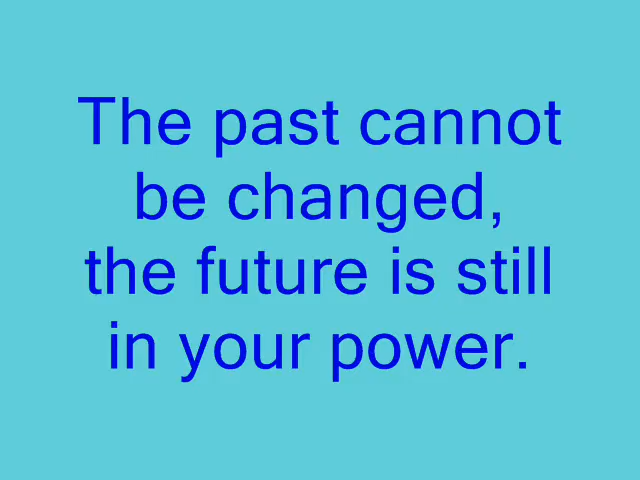 The past cannot
be changed,
the future is still
in your power.